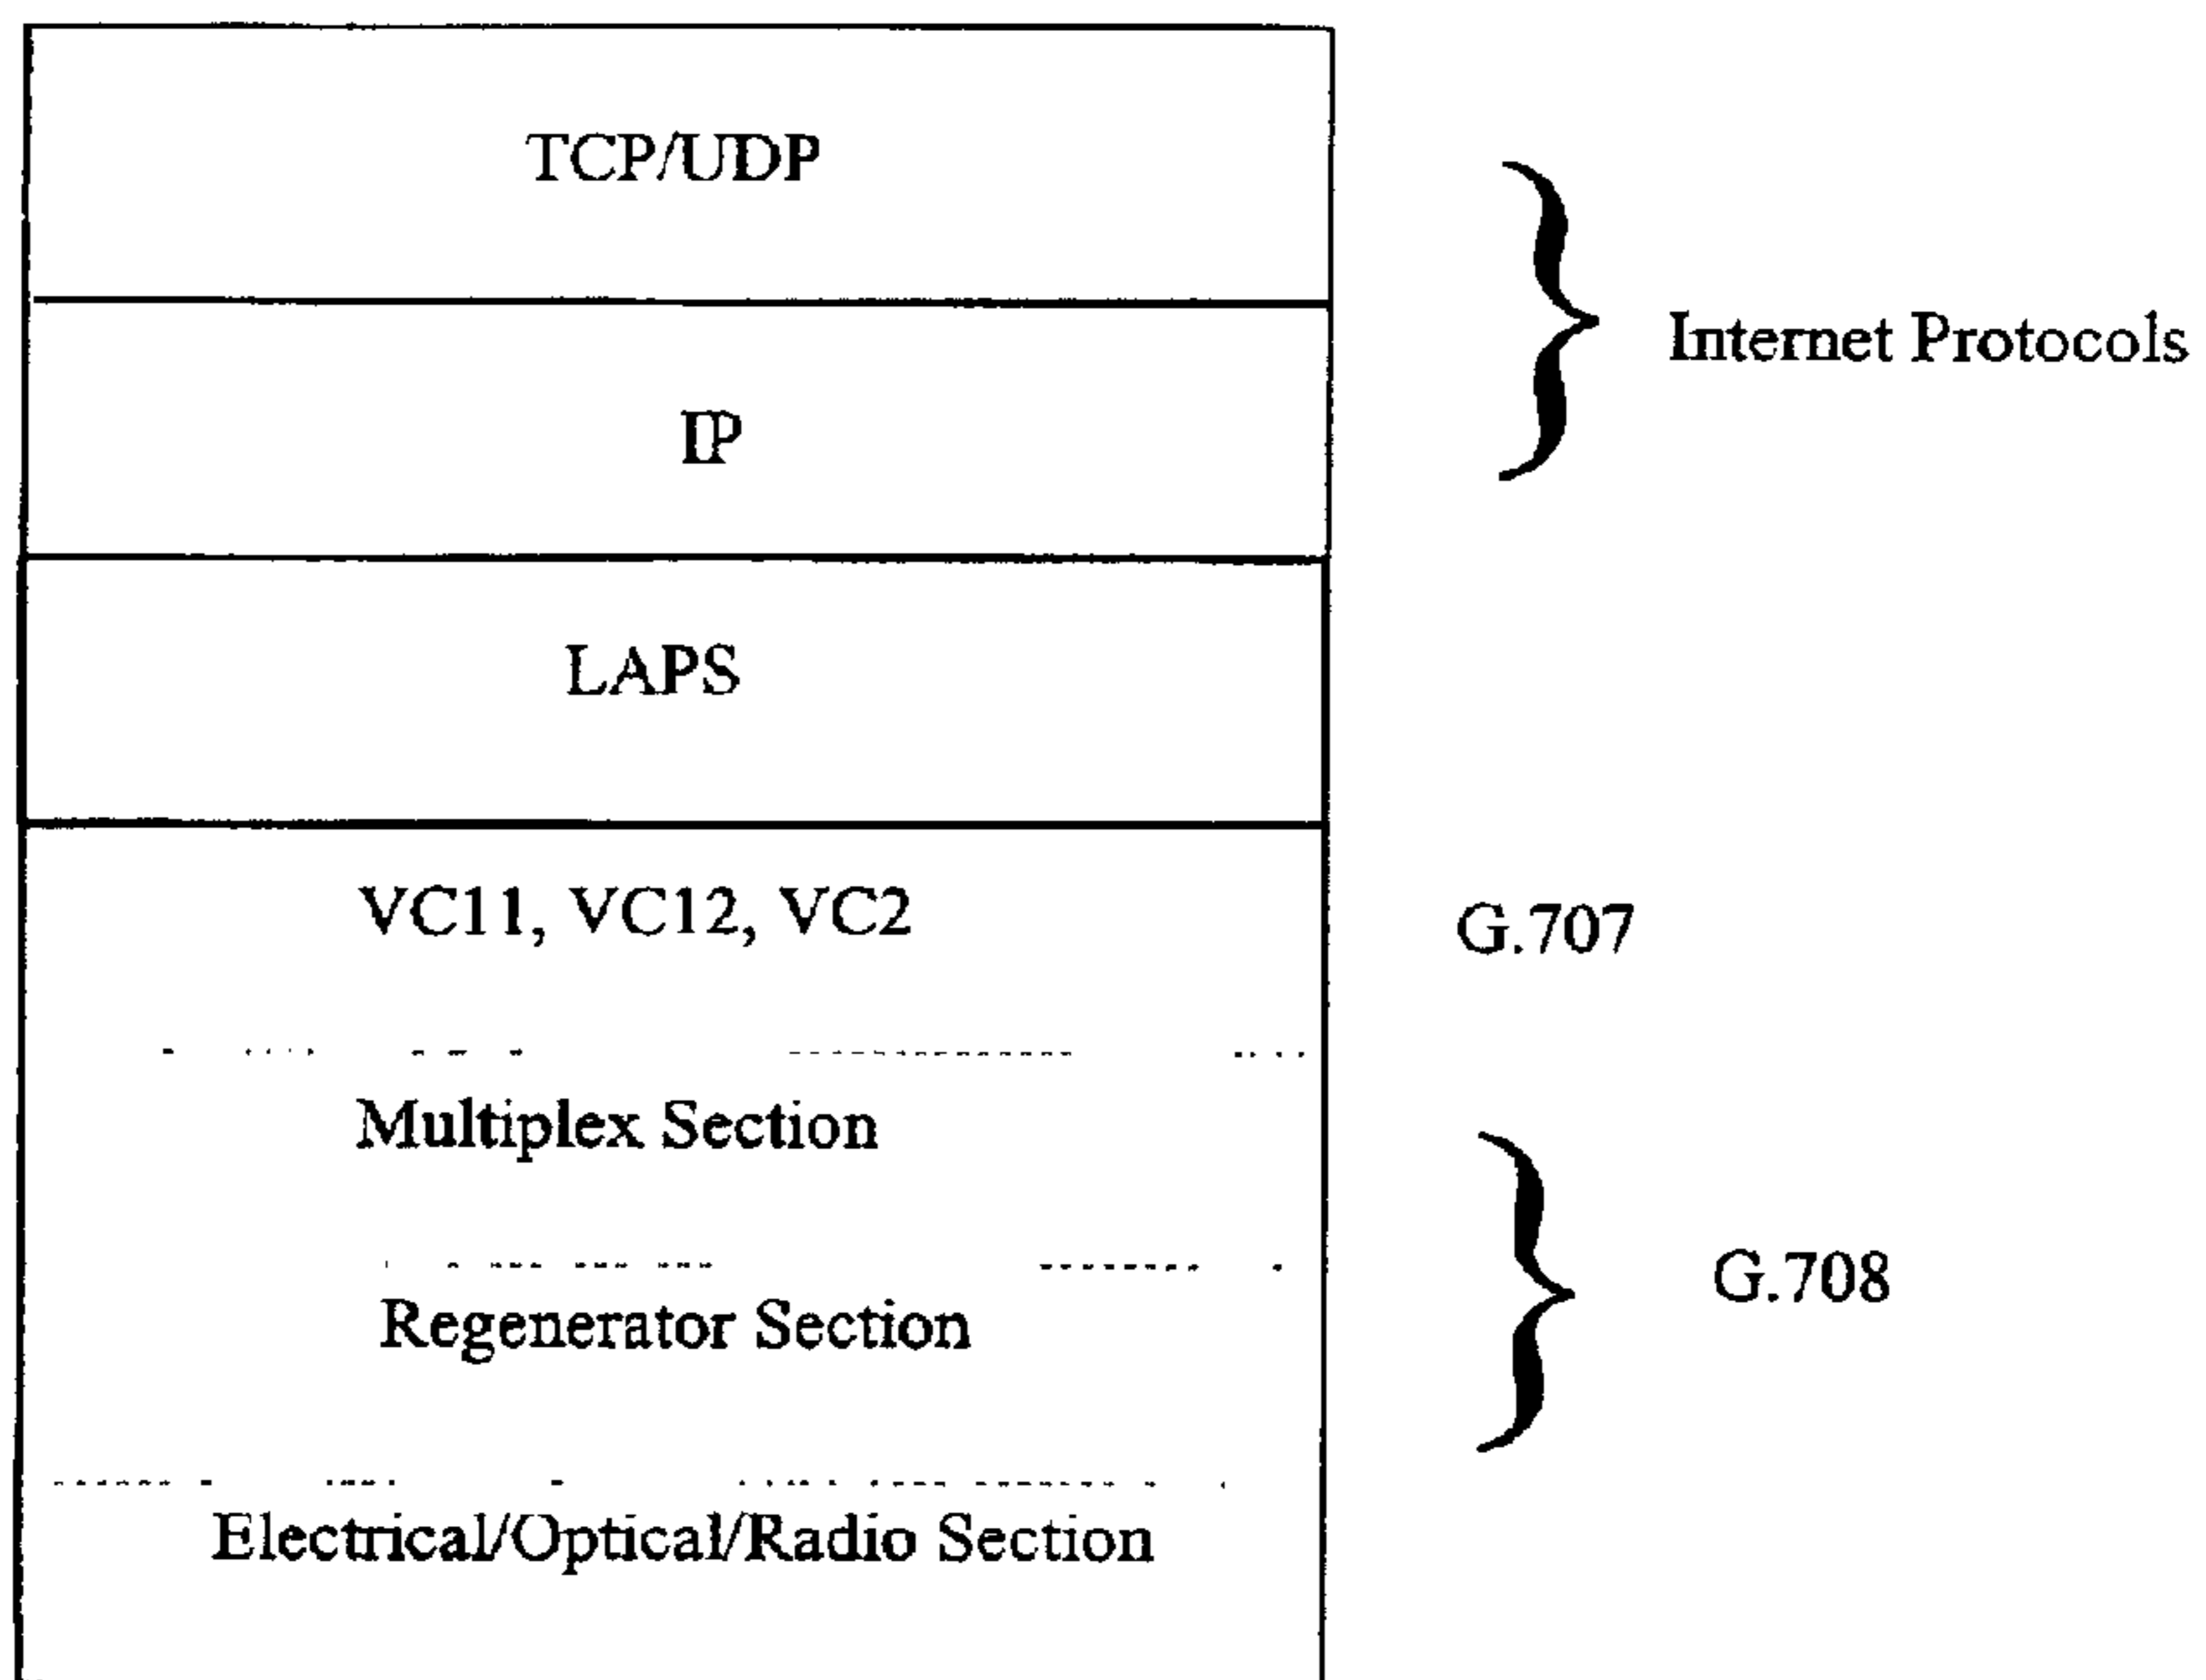 TCP/UDP
Internet Protocols
IP
LAPS
VC11, VC12, VC2
G.707
Multiplex Section
G.708
Regenerator Section
Electrical/Optical/Radio Section